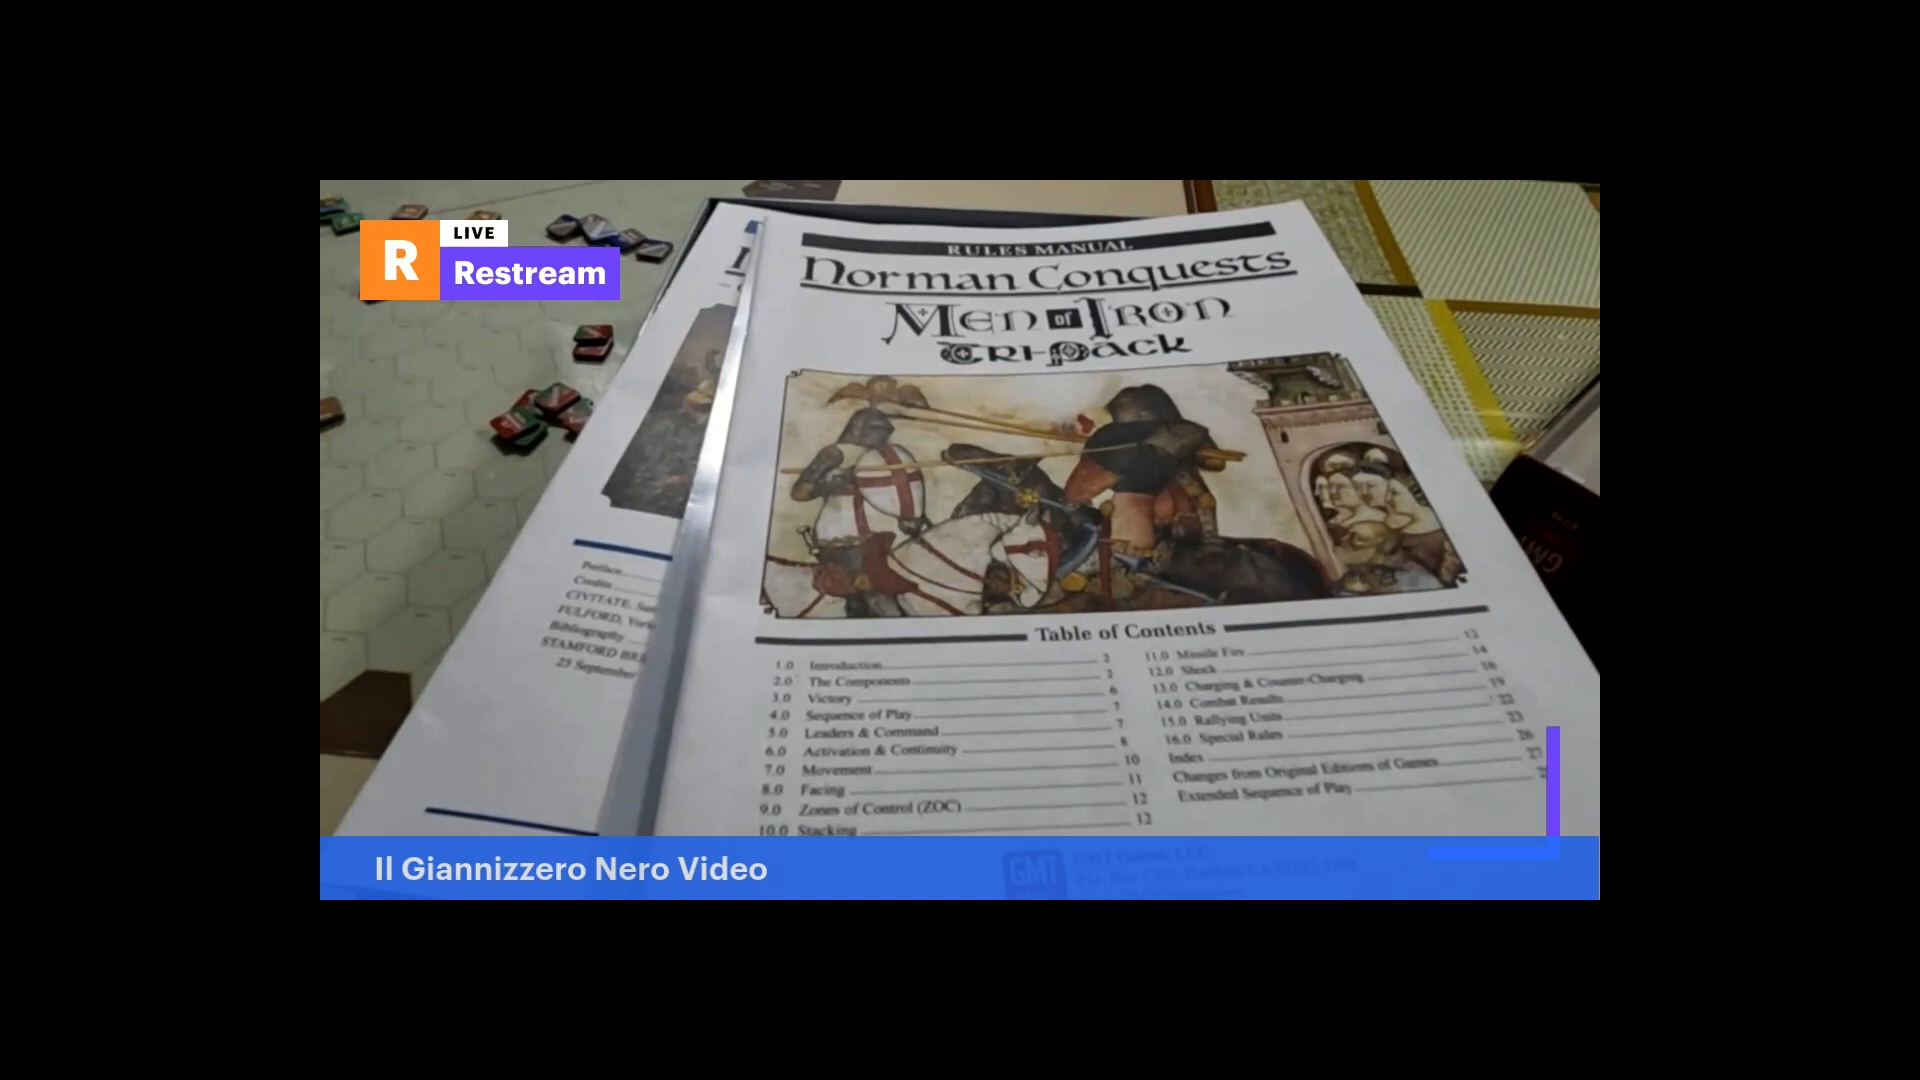 R
LIVE
Restream
RULES MANUAL
Norman Conquests
MEN of IRON
TRI-PACK
Preface
Credits
CIVITATE,
FULFORD,
Bibliography
STAMFORD
25 September
Table of Contents
1.0 Introduction 2
2.0 The Components 2
3.0 Victory 6
4.0 Sequence of Play 7
5.0 Leaders & Command 7
6.0 Activation & Continuity 8
7.0 Movement 10
8.0 Facing 11
9.0 Zones of Control (ZOC) 12
10.0 Stacking 12
11.0 Missile Fire 12
12.0 Shock 14
13.0 Charging & Counter-Charging 16
14.0 Combat Results 19
15.0 Rallying Units 22
16.0 Special Rules 23
Index 26
Changes from Original Editions of Games 27
Extended Sequence of Play
GMT
GMT Games, LLC
Il Giannizzero Nero Video